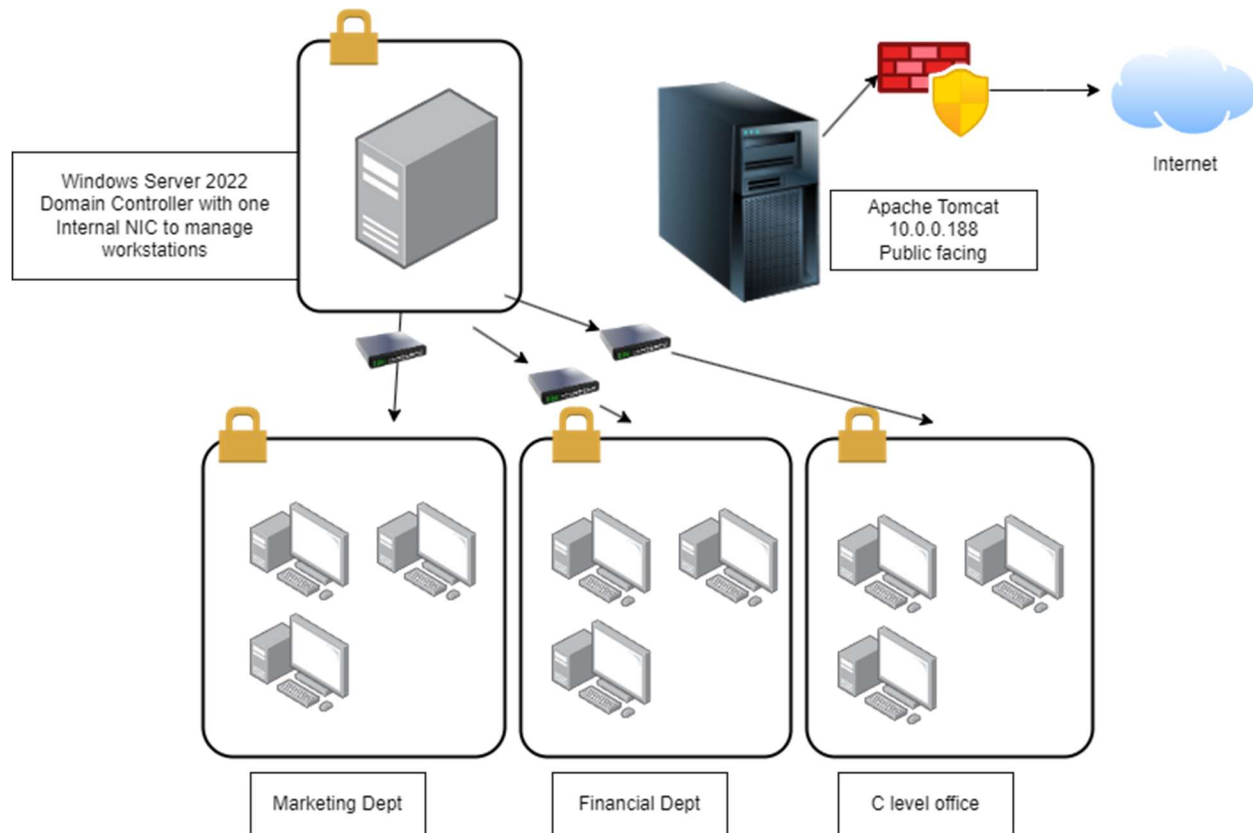 Windows Server 2022
Domain Controller with one
Internal NIC to manage
workstations
Apache Tomcat
10.0.0.188
Public facing
Internet
Marketing Dept
Financial Dept
C level office